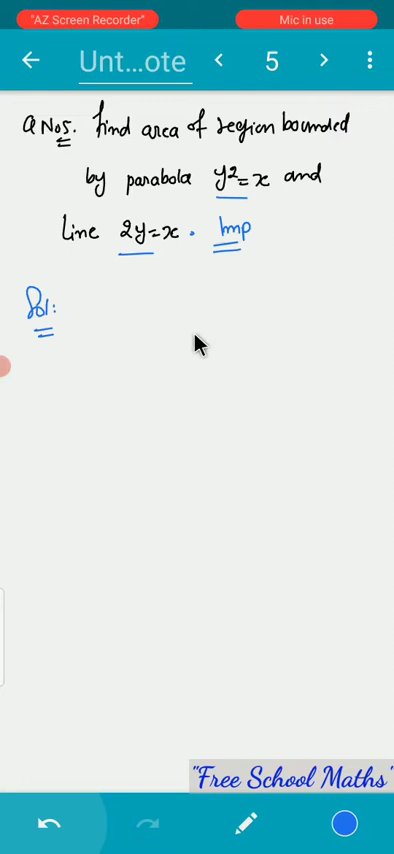 "AZ Screen Recorder"
Mic in use
Unt...ote
5
Q No5. find area of region bounded
by parabola y²=x and
line 2y=x. Imp
Sol:
"Free School Maths"